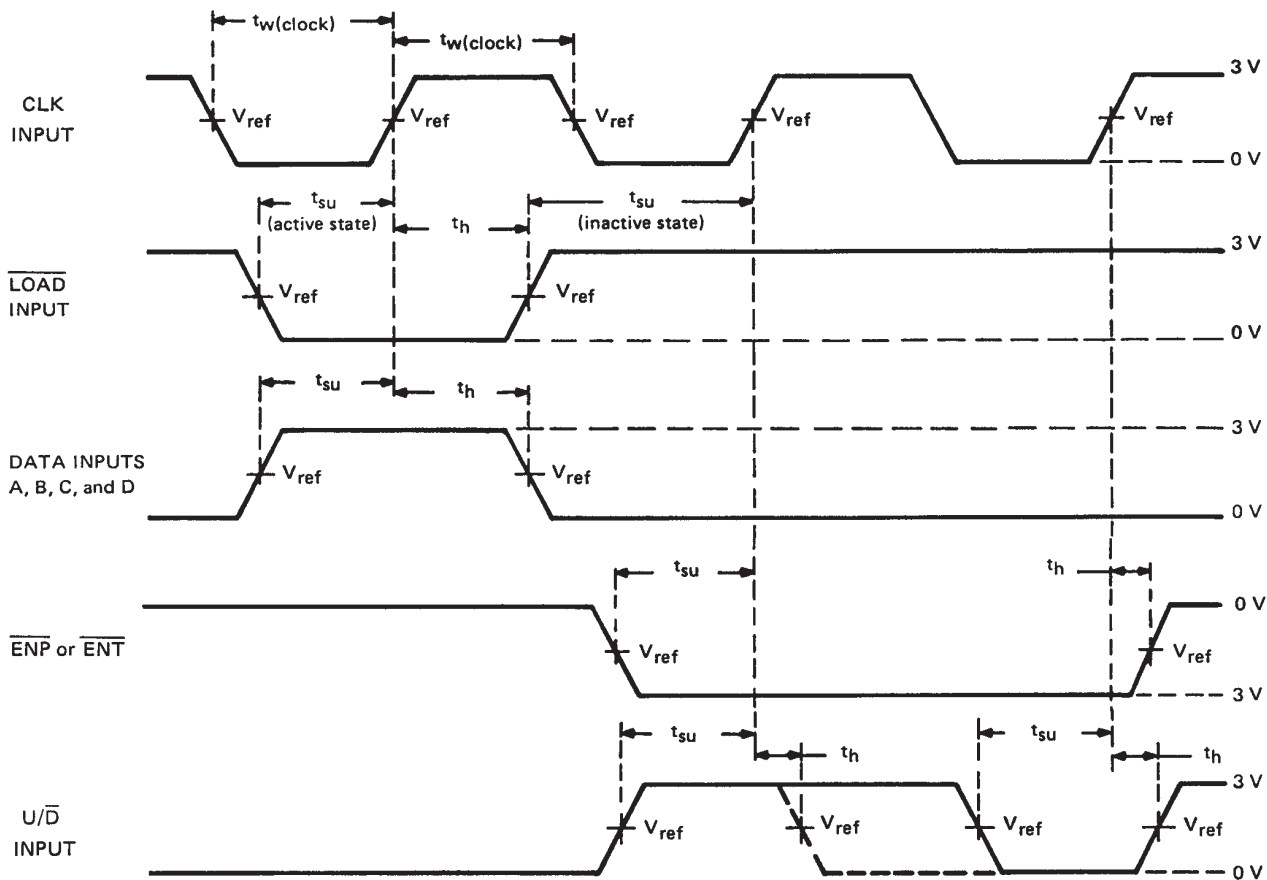 tw(clock)
tw(clock)
3 V
CLK
INPUT
Vref
Vref
Vref
Vref
Vref
0 V
tsu
(active state)
th
tsu
(inactive state)
3 V
LOAD
INPUT
Vref
Vref
0 V
tsu
th
3 V
DATA INPUTS
A, B, C, and D
Vref
Vref
0 V
tsu
th
0 V
ENP or ENT
Vref
Vref
3 V
tsu
th
tsu
th
3 V
U/D
INPUT
Vref
Vref
Vref
Vref
0 V